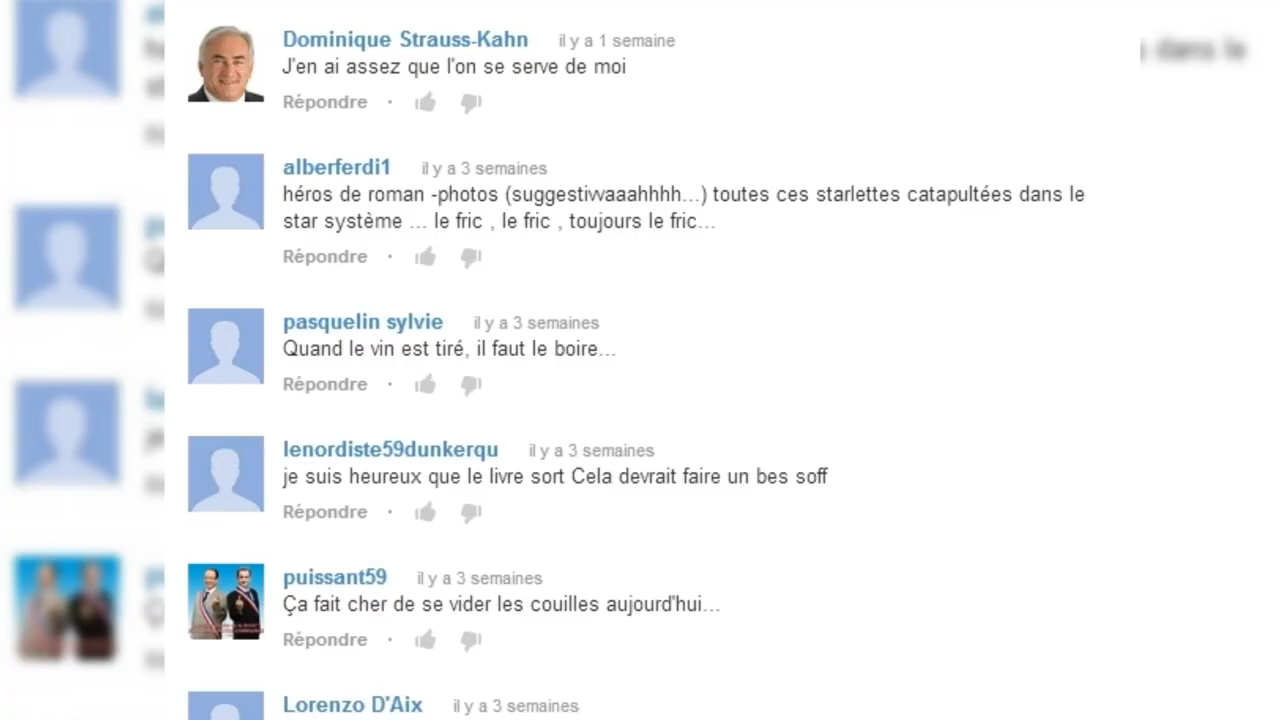 Dominique Strauss-Kahn il y a 1 semaine
J'en ai assez que l'on se serve de moi
Répondre ·
alberferdi1 il y a 3 semaines
héros de roman -photos (suggestiwaaahhhh...) toutes ces starlettes catapultées dans le
star système ... le fric , le fric , toujours le fric...
Répondre ·
pasquelin sylvie il y a 3 semaines
Quand le vin est tiré, il faut le boire...
Répondre ·
lenordiste59dunkerqu il y a 3 semaines
je suis heureux que le livre sort Cela devrait faire un bes soff
Répondre ·
puissant59 il y a 3 semaines
Ça fait cher de se vider les couilles aujourd'hui...
Répondre ·
Lorenzo D'Aix il y a 3 semaines
dans le